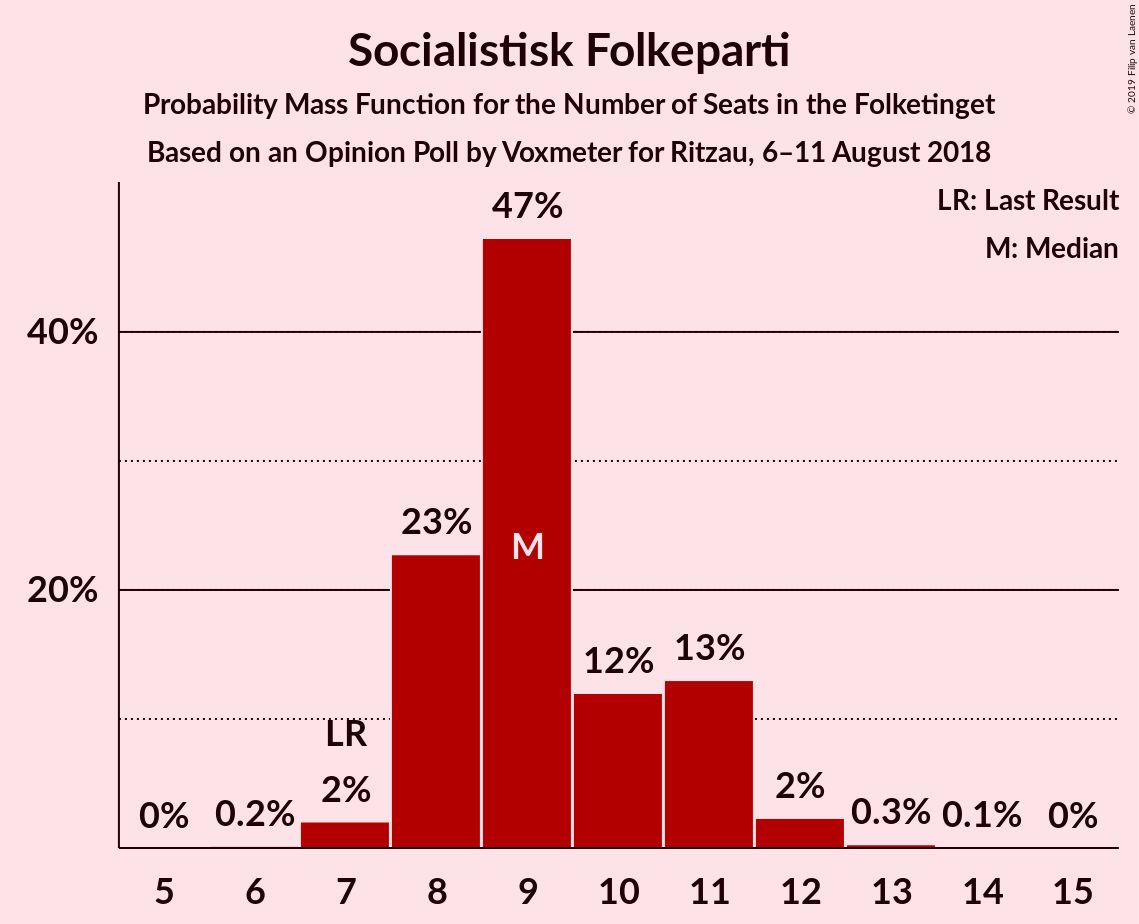 Socialistisk Folkeparti
Probability Mass Function for the Number of Seats in the Folketinget
Based on an Opinion Poll by Voxmeter for Ritzau, 6–11 August 2018
© 2019 Filip van Laenen
LR: Last Result
M: Median
47%
40%
23%
M
20%
13%
12%
LR
2%
2%
0%
0.2%
0.3%
0.1%
0%
5 6 7 8 9 10 11 12 13 14 15